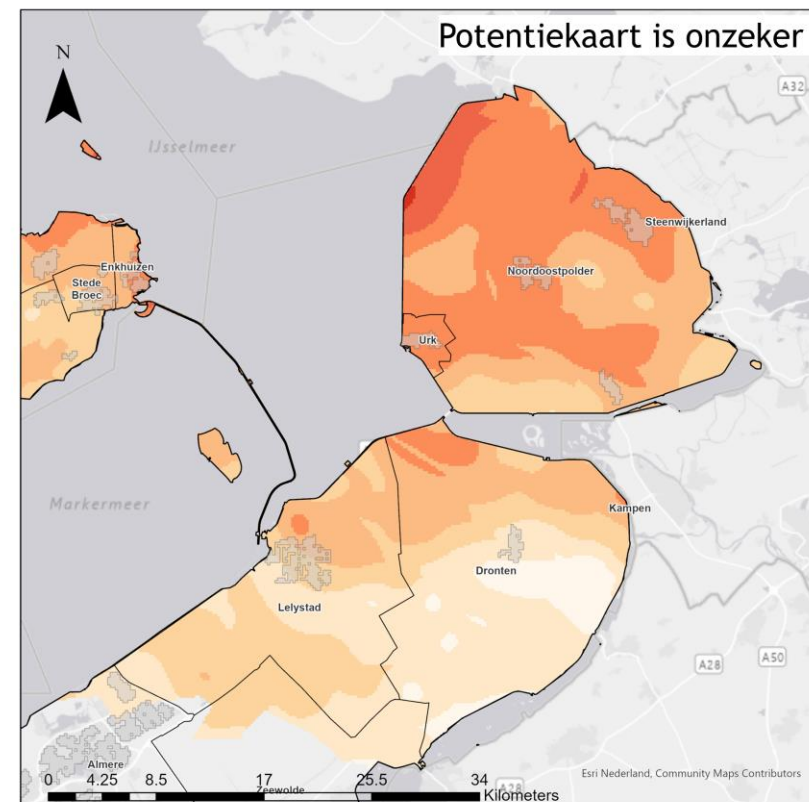 Potentiekaart is onzeker
N
A32
IJsselmeer
Steenwijkerland
Enkhuizen
Noordoostpolder
Stede
Broec
Urk
Markermeer
Kampen
Dronten
Lelystad
A28
A50
Almere
Esri Nederland, Community Maps Contributors
0 4.25 8.5 17 25.5 34
Zeewolde
A28
Kilometers